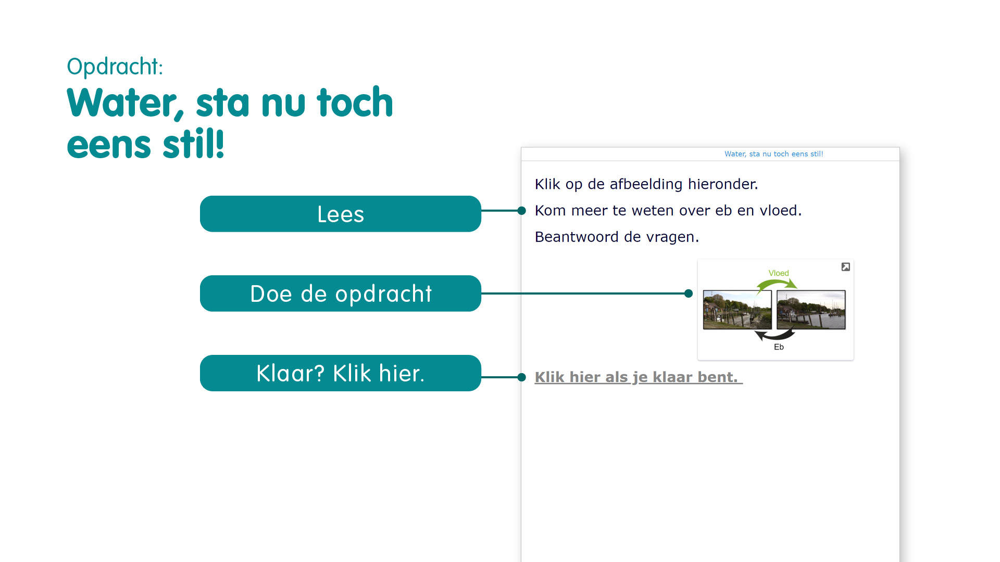 Opdracht:
Water, sta nu toch
eens stil!
Water, sta nu toch eens stil!
Klik op de afbeelding hieronder.
Lees
Kom meer te weten over eb en vloed.
Beantwoord de vragen.
Vloed
Doe de opdracht
Eb
Klaar? Klik hier.
Klik hier als je klaar bent.